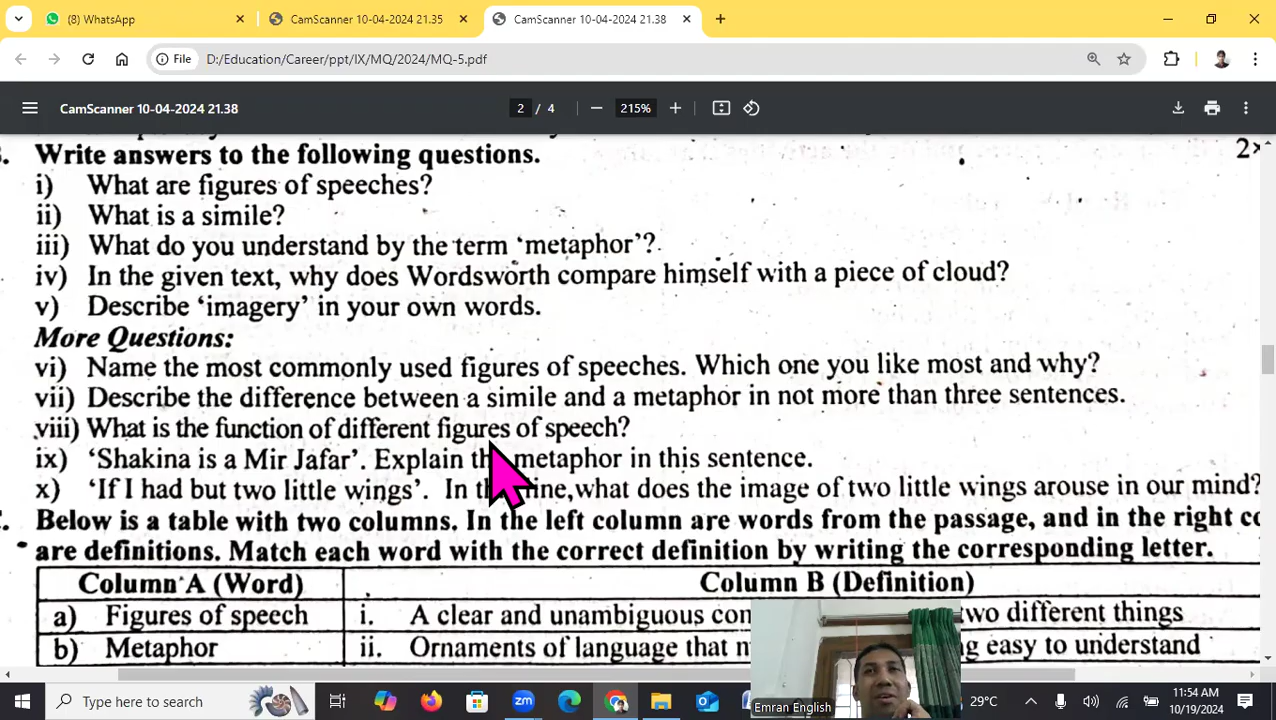 (8) WhatsApp
CamScanner 10-04-2024 21.35
CamScanner 10-04-2024 21.38
File
D:/Education/Career/ppt/IX/MQ/2024/MQ-5.pdf
CamScanner 10-04-2024 21.38
2 / 4
215%
Write answers to the following questions. 2×
i) What are figures of speeches?
ii) What is a simile?
iii) What do you understand by the term ‘metaphor’?
iv) In the given text, why does Wordsworth compare himself with a piece of cloud?
v) Describe ‘imagery’ in your own words.
More Questions:
vi) Name the most commonly used figures of speeches. Which one you like most and why?
vii) Describe the difference between a simile and a metaphor in not more than three sentences.
viii) What is the function of different figures of speech?
ix) ‘Shakina is a Mir Jafar’. Explain metaphor in this sentence.
x) ‘If I had but two little wings’. In what does the image of two little wings arouse in our mind?
Below is a table with two columns. In the left column are words from the passage, and in the right
are definitions. Match each word with the correct definition by writing the corresponding letter.
Column A (Word) Column B (Definition)
a) Figures of speech i. A clear and unambiguous two different things
b) Metaphor ii. Ornaments of language that easy to understand
Emran English
Type here to search
29°C
11:54 AM
10/19/2024